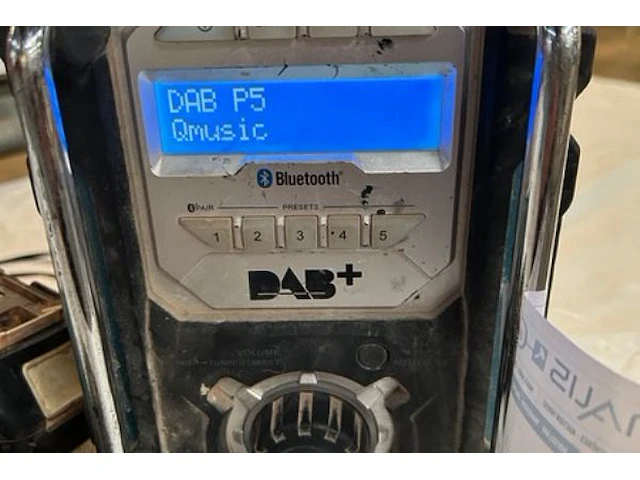 DAB P5
Qmusic
Bluetooth
PAIR PRESETS
1 2 3 4 5
DAB+
VOLUME